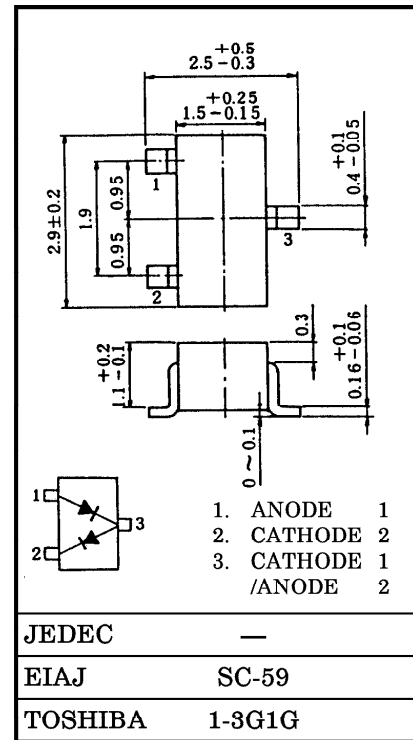 +0.5
2.5 −0.3
+0.25
1.5−0.15
+0.1
0.4−0.05
2.9±0.2
1.9
0.95
0.95
1
2
3
+0.2
1.1−0.1
0.3
+0.1
0.16−0.06
0 ~ 0.1
1
2
3
1. ANODE 1
2. CATHODE 2
3. CATHODE 1
/ANODE 2
JEDEC —
EIAJ SC-59
TOSHIBA 1-3G1G